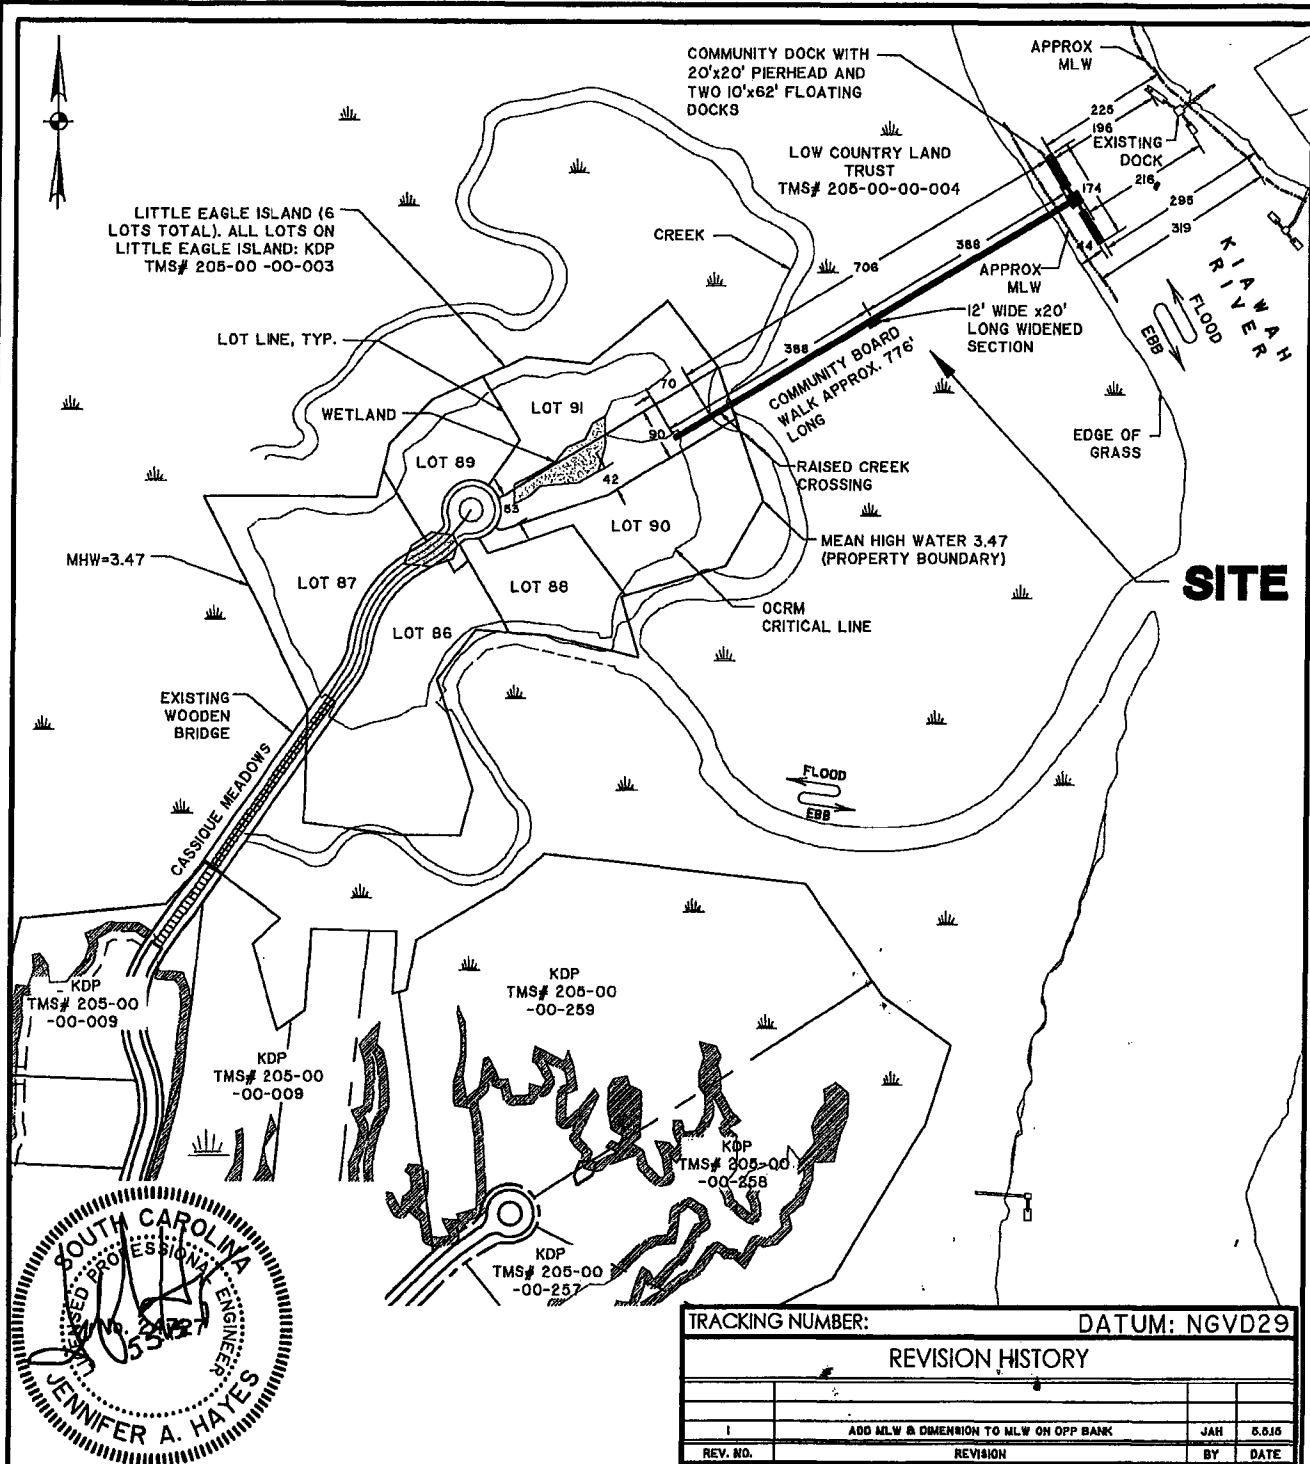 COMMUNITY DOCK WITH
20'x20' PIERHEAD AND
TWO 10'x62' FLOATING
DOCKS
APPROX
MLW
225
196
EXISTING
DOCK
LOW COUNTRY LAND
TRUST
TMS# 205-00-00-004
174
216
295
319
44
LITTLE EAGLE ISLAND (6
LOTS TOTAL). ALL LOTS ON
LITTLE EAGLE ISLAND: KDP
TMS# 205-00 -00-003
CREEK
388
706
APPROX
MLW
KIAWAH
RIVER
FLOOD
EBB
12' WIDE x20'
LONG WIDENED
SECTION
LOT LINE, TYP.
388
COMMUNITY BOARD
WALK APPROX. 776'
LONG
70
LOT 91
WETLAND
90
EDGE OF
GRASS
LOT 89
RAISED CREEK
CROSSING
42
53
LOT 90
MEAN HIGH WATER 3.47
(PROPERTY BOUNDARY)
MHW=3.47
LOT 87
LOT 88
SITE
OCRM
CRITICAL LINE
LOT 86
EXISTING
WOODEN
BRIDGE
CASSIQUE MEADOWS
FLOOD
EBB
KDP
TMS# 205-00
-00-009
KDP
TMS# 205-00
-00-259
KDP
TMS# 205-00
-00-009
KDP
TMS# 205-00
-00-258
KDP
TMS# 205-00
-00-257
SOUTH CAROLINA
LICENSED PROFESSIONAL ENGINEER
No.
JENNIFER A. HAYES
TRACKING NUMBER: DATUM: NGVD29
REVISION HISTORY
1 ADD MLW & DIMENSION TO MLW ON OPP BANK JAH 5.5.15
REV. NO. REVISION BY DATE